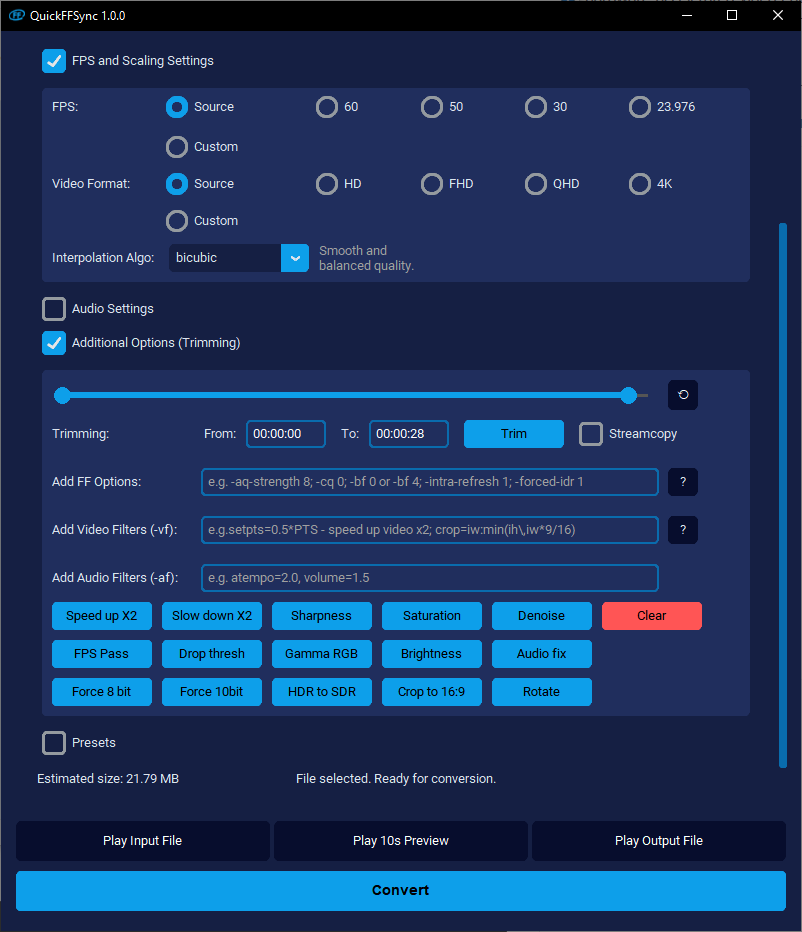 QuickFFSync 1.0.0
FPS and Scaling Settings
FPS: Source 60 50 30 23.976
Custom
Video Format: Source HD FHD QHD 4K
Custom
Interpolation Algo: bicubic Smooth and
balanced quality.
Audio Settings
Additional Options (Trimming)
Trimming: From: 00:00:00 To: 00:00:28 Trim Streamcopy
Add FF Options: e.g. -aq-strength 8; -cq 0; -bf 0 or -bf 4; -intra-refresh 1; -forced-idr 1 ?
Add Video Filters (-vf): e.g.setpts=0.5*PTS - speed up video x2; crop=iw:min(ih\,iw*9/16) ?
Add Audio Filters (-af): e.g. atempo=2.0, volume=1.5
Speed up X2 Slow down X2 Sharpness Saturation Denoise Clear
FPS Pass Drop thresh Gamma RGB Brightness Audio fix
Force 8 bit Force 10bit HDR to SDR Crop to 16:9 Rotate
Presets
Estimated size: 21.79 MB File selected. Ready for conversion.
Play Input File Play 10s Preview Play Output File
Convert